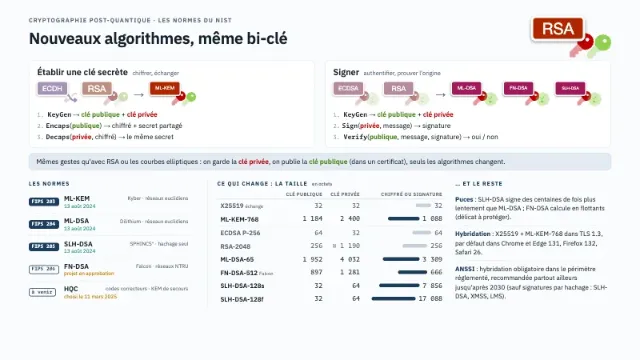 CRYPTOGRAPHIE POST-QUANTIQUE · LES NORMES DU NIST
Nouveaux algorithmes, même bi-clé
RSA
Établir une clé secrète chiffrer, échanger
ECDH RSA → ML-KEM
1. KeyGen → clé publique + clé privée
2. Encaps(publique) → chiffré + secret partagé
3. Decaps(privée, chiffré) → le même secret
Signer authentifier, prouver l'origine
ECDSA RSA → ML-DSA FN-DSA SLH-DSA
1. KeyGen → clé publique + clé privée
2. Sign(privée, message) → signature
3. Verify(publique, message, signature) → oui / non
Mêmes gestes qu'avec RSA ou les courbes elliptiques : on garde la clé privée, on publie la clé publique (dans un certificat), seuls les algorithmes changent.
LES NORMES
FIPS 203 ML-KEM Kyber · réseaux euclidiens
13 août 2024
FIPS 204 ML-DSA Dilithium · réseaux euclidiens
13 août 2024
FIPS 205 SLH-DSA SPHINCS+ · hachage seul
13 août 2024
FIPS 206 FN-DSA Falcon · réseaux NTRU
projet en approbation
à venir HQC codes correcteurs · KEM de secours
choisi le 11 mars 2025
CE QUI CHANGE : LA TAILLE en octets
CLÉ PUBLIQUE CLÉ PRIVÉE CHIFFRÉ OU SIGNATURE
X25519 échange 32 32 32
ML-KEM-768 1 184 2 400 1 088
ECDSA P-256 64 32 64
RSA-2048 256 ≈ 1 190 256
ML-DSA-65 1 952 4 032 3 309
FN-DSA-512 Falcon 897 1 281 666
SLH-DSA-128s 32 64 7 856
SLH-DSA-128f 32 64 17 088
… ET LE RESTE
Puces : SLH-DSA signe des centaines de fois plus
lentement que ML-DSA ; FN-DSA calcule en flottants
(délicat à protéger).
Hybridation : X25519 + ML-KEM-768 dans TLS 1.3,
par défaut dans Chrome et Edge 131, Firefox 132,
Safari 26.
ANSSI : hybridation obligatoire dans le périmètre
réglementé, recommandée partout ailleurs
jusqu'après 2030 (sauf signatures par hachage : SLH-
DSA, XMSS, LMS).